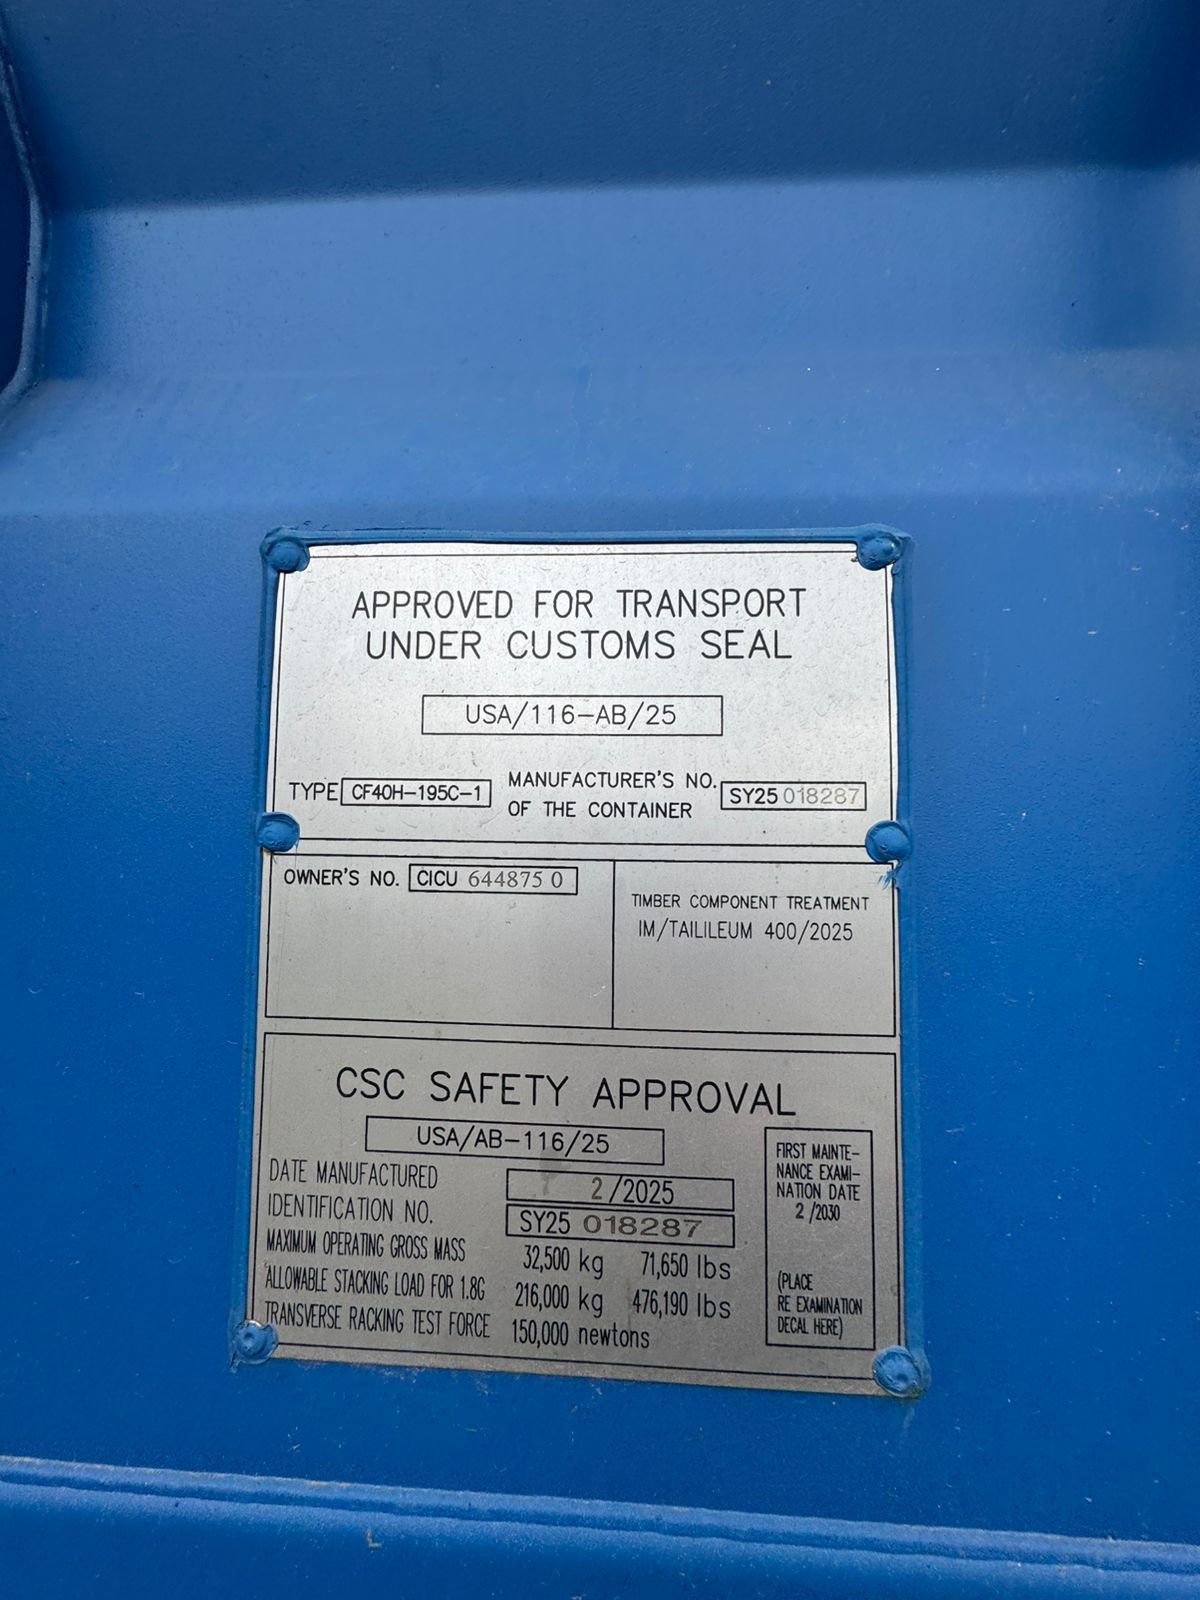 APPROVED FOR TRANSPORT
UNDER CUSTOMS SEAL
USA/116-AB/25
TYPE CF40H-195C-1
MANUFACTURER'S NO.
OF THE CONTAINER
SY25 018287
OWNER'S NO. CICU 644875 0
TIMBER COMPONENT TREATMENT
IM/TAILILEUM 400/2025
CSC SAFETY APPROVAL
USA/AB-116/25
DATE MANUFACTURED 2/2025
IDENTIFICATION NO. SY25 018287
MAXIMUM OPERATING GROSS MASS 32,500 kg 71,650 lbs
ALLOWABLE STACKING LOAD FOR 1.8G 216,000 kg 476,190 lbs
TRANSVERSE RACKING TEST FORCE 150,000 newtons
FIRST MAINTE-
NANCE EXAMI-
NATION DATE
2 /2030
(PLACE
RE EXAMINATION
DECAL HERE)